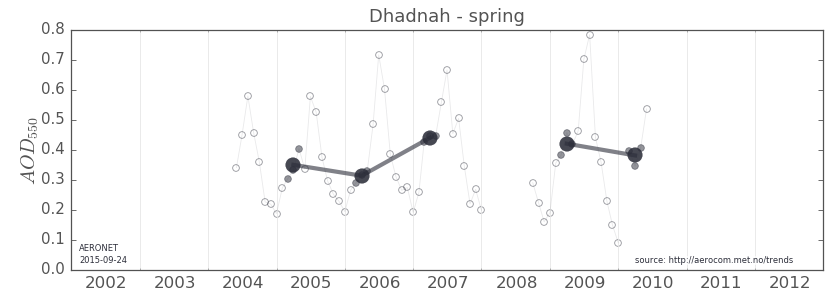 Dhadnah - spring
0.8
0.7
0.6
0.5
0.4
0.3
0.2
0.1
0.0
AOD550
AERONET
2015-09-24
source: http://aerocom.met.no/trends
2002 2003 2004 2005 2006 2007 2008 2009 2010 2011 2012